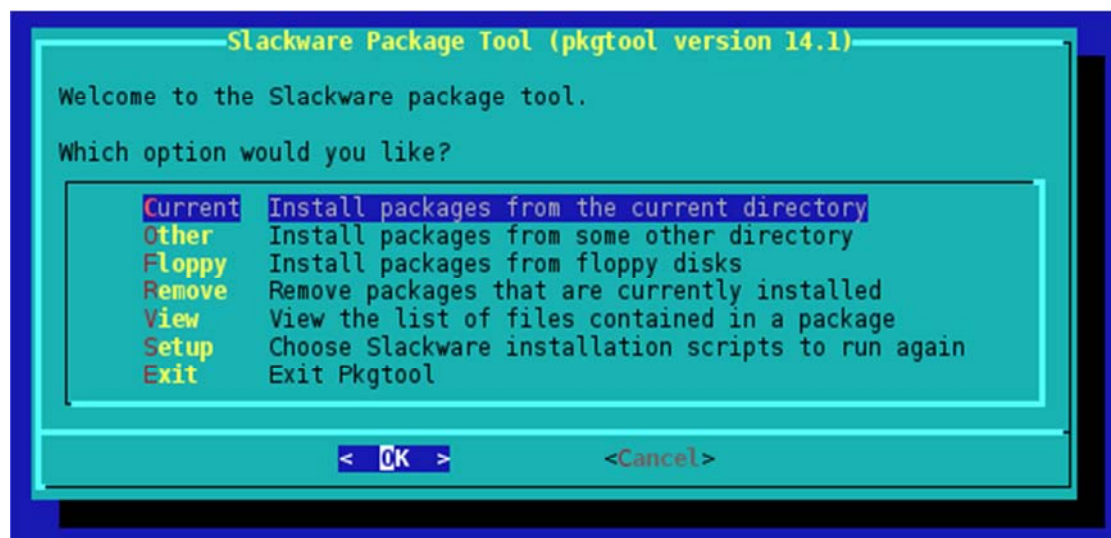 Slackware Package Tool (pkgtool version 14.1)
Welcome to the Slackware package tool.
Which option would you like?
Current Install packages from the current directory
Other Install packages from some other directory
Floppy Install packages from floppy disks
Remove Remove packages that are currently installed
View View the list of files contained in a package
Setup Choose Slackware installation scripts to run again
Exit Exit Pkgtool
< OK > <Cancel>